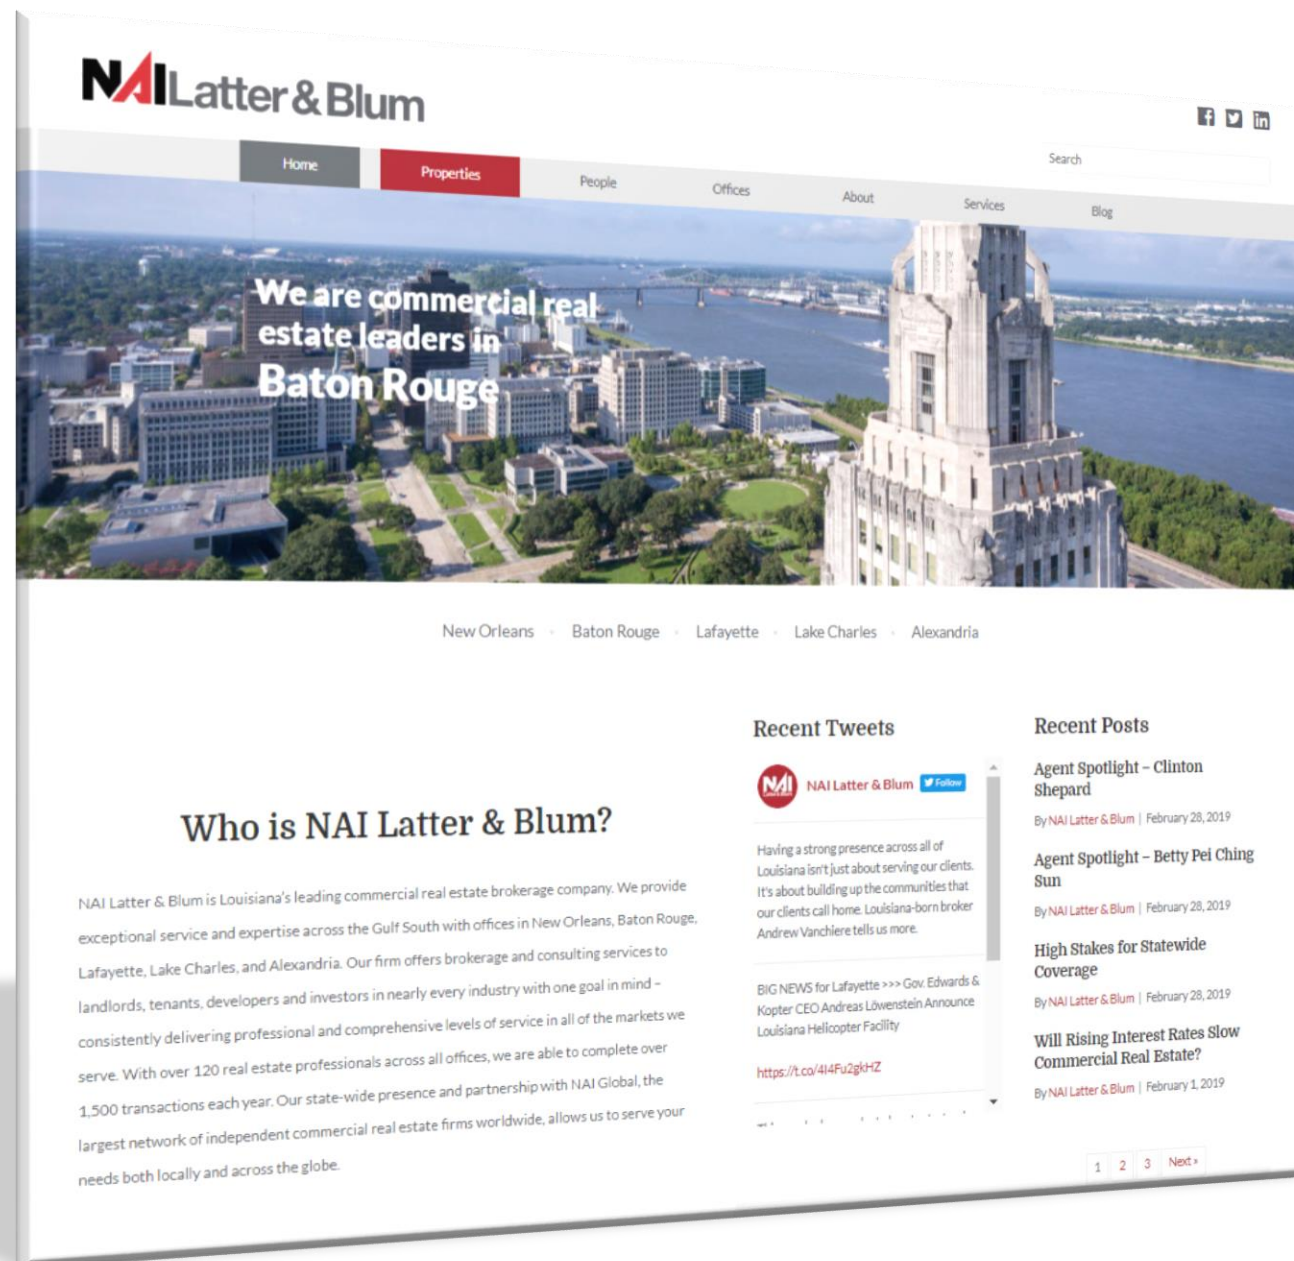 NAI Latter & Blum
Search
Home
Properties
People
Offices
About
Services
Blog
We are commercial real
estate leaders in
Baton Rouge
New Orleans
Baton Rouge
Lafayette
Lake Charles
Alexandria
Who is NAI Latter & Blum?
NAI Latter & Blum is Louisiana's leading commercial real estate brokerage company. We provide
exceptional service and expertise across the Gulf South with offices in New Orleans, Baton Rouge,
Lafayette, Lake Charles, and Alexandria. Our firm offers brokerage and consulting services to
landlords, tenants, developers and investors in nearly every industry with one goal in mind –
consistently delivering professional and comprehensive levels of service in all of the markets we
serve. With over 120 real estate professionals across all offices, we are able to complete over
1,500 transactions each year. Our state-wide presence and partnership with NAI Global, the
largest network of independent commercial real estate firms worldwide, allows us to serve your
needs both locally and across the globe.
Recent Tweets
NAI
NAI Latter & Blum
Follow
Having a strong presence across all of
Louisiana isn't just about serving our clients.
It's about building up the communities that
our clients call home. Louisiana-born broker
Andrew Vanchiere tells us more.
BIG NEWS for Lafayette >>> Gov. Edwards &
Kopter CEO Andreas Löwenstein Announce
Louisiana Helicopter Facility
https://t.co/4I4Fu2gkHZ
Recent Posts
Agent Spotlight – Clinton
Shepard
By NAI Latter & Blum | February 28, 2019
Agent Spotlight – Betty Pei Ching
Sun
By NAI Latter & Blum | February 28, 2019
High Stakes for Statewide
Coverage
By NAI Latter & Blum | February 28, 2019
Will Rising Interest Rates Slow
Commercial Real Estate?
By NAI Latter & Blum | February 1, 2019
1 2 3 Next »